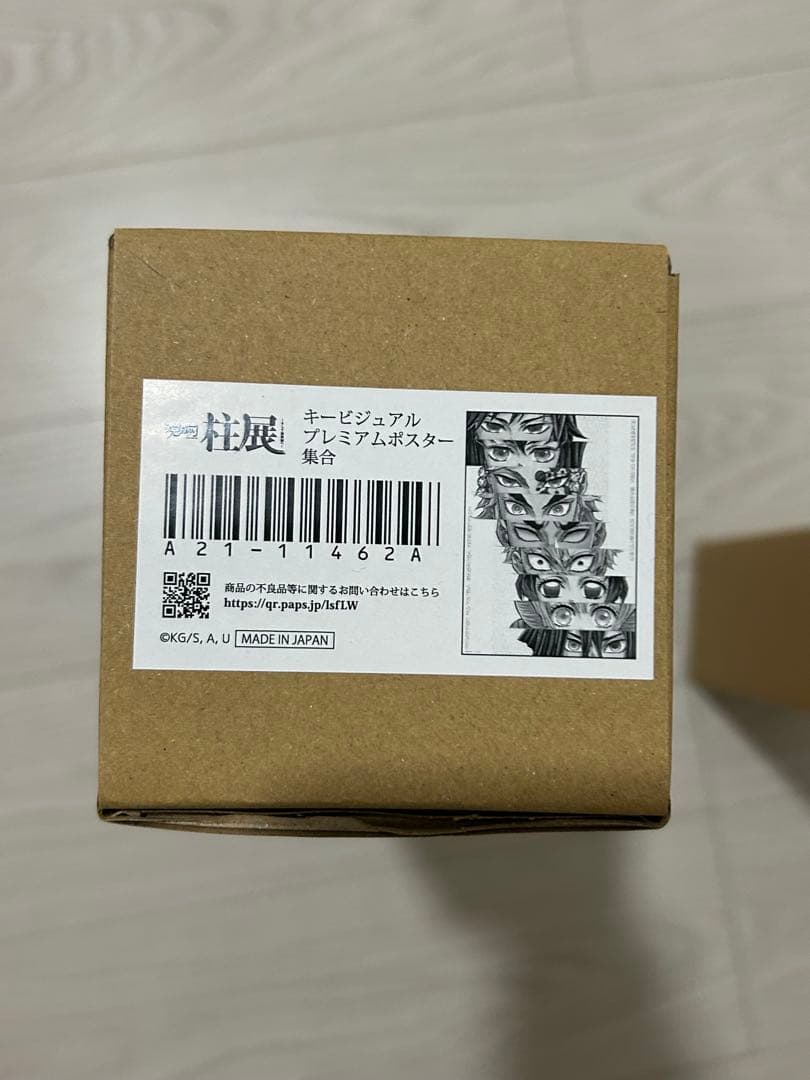 柱展
キービジュアル
プレミアムポスター
集合
A21-11462A
商品の不良品等に関するお問い合わせはこちら
https://qr.paps.jp/lsfLW
©KG/S, A, U MADE IN JAPAN